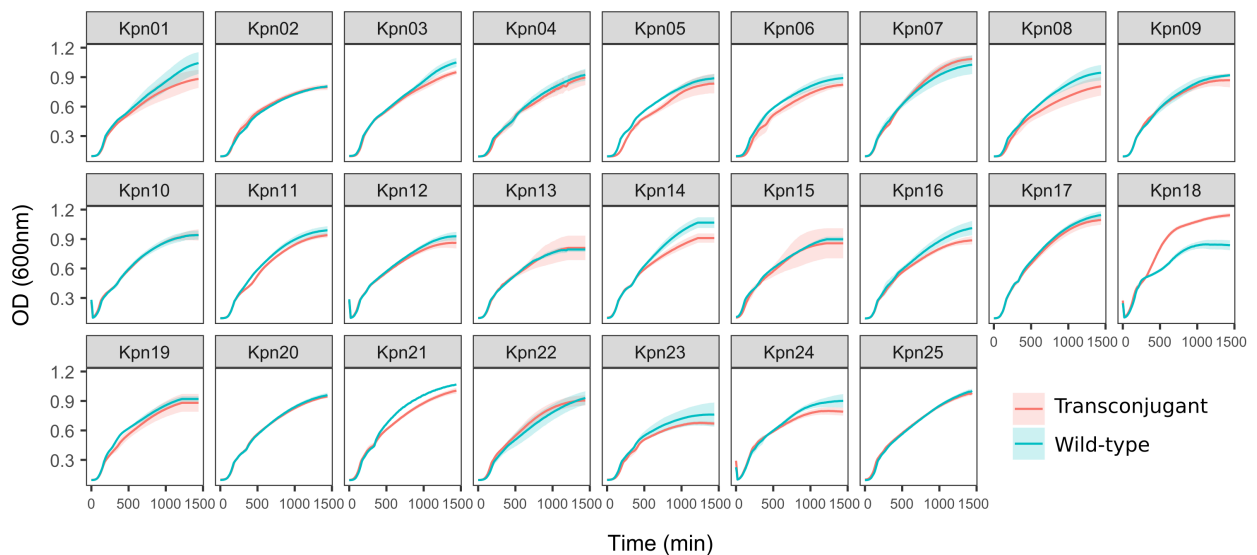 Kpn01 Kpn02 Kpn03 Kpn04 Kpn05 Kpn06 Kpn07 Kpn08 Kpn09
1.2
0.9
0.6
0.3
Kpn10 Kpn11 Kpn12 Kpn13 Kpn14 Kpn15 Kpn16 Kpn17 Kpn18
1.2
0.9
0.6
0.3
OD (600nm)
0 500 1000 1500 0 500 1000 1500
Kpn19 Kpn20 Kpn21 Kpn22 Kpn23 Kpn24 Kpn25
1.2
0.9
0.6
0.3
0 500 1000 1500 0 500 1000 1500 0 500 1000 1500 0 500 1000 1500 0 500 1000 1500 0 500 1000 1500 0 500 1000 1500
Transconjugant
Wild-type
Time (min)